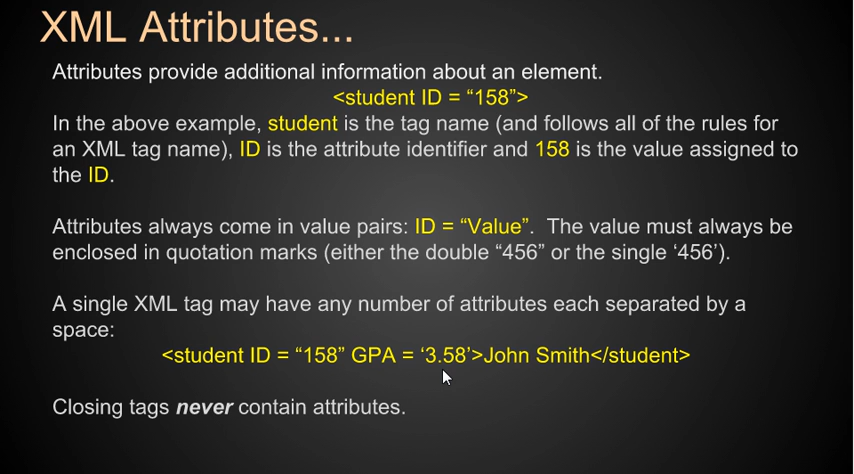 XML Attributes...
Attributes provide additional information about an element.
<student ID = “158”>
In the above example, student is the tag name (and follows all of the rules for
an XML tag name), ID is the attribute identifier and 158 is the value assigned to
the ID.
Attributes always come in value pairs: ID = “Value”.  The value must always be
enclosed in quotation marks (either the double “456” or the single ‘456’).
A single XML tag may have any number of attributes each separated by a
space:
<student ID = “158” GPA = ‘3.58’>John Smith</student>
Closing tags never contain attributes.